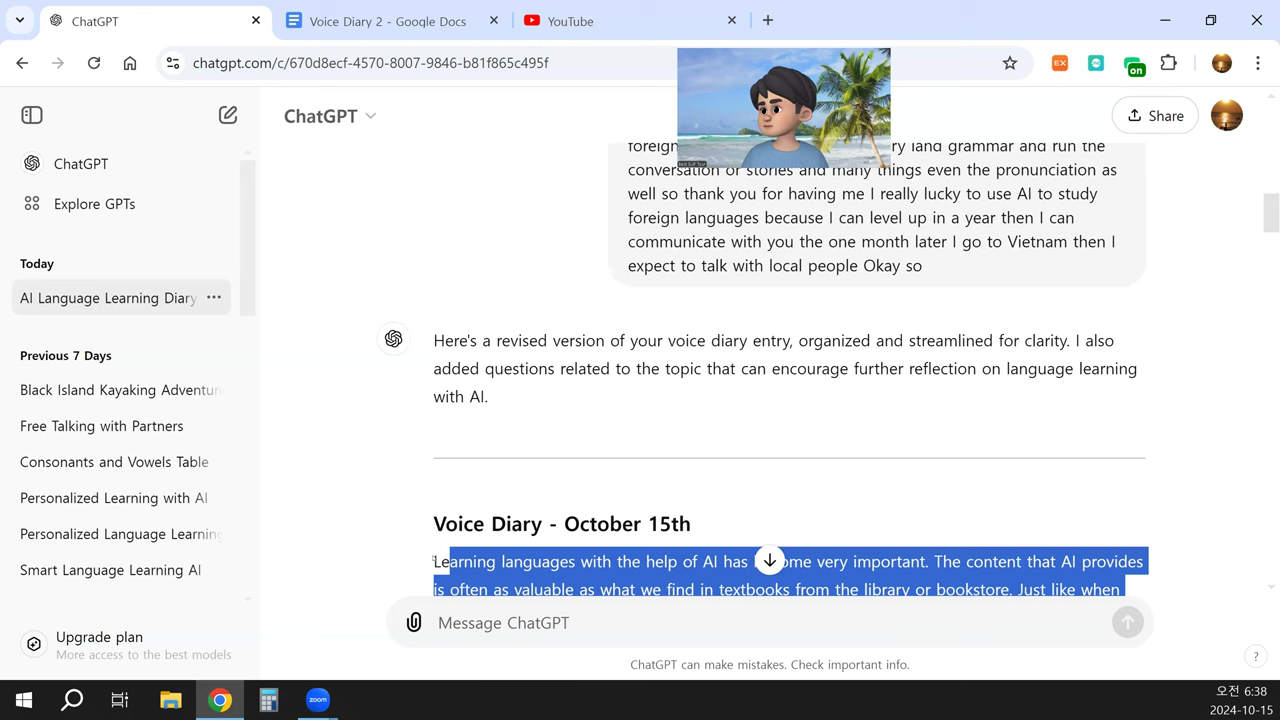 ChatGPT
Voice Diary 2 - Google Docs
YouTube
chatgpt.com/c/670d8ecf-4570-8007-9846-b81f865c495f
EX
on
ChatGPT
Share
ChatGPT
Explore GPTs
Today
AI Language Learning Diary
Previous 7 Days
Black Island Kayaking Adventur
Free Talking with Partners
Consonants and Vowels Table
Personalized Learning with AI
Personalized Language Learning
Smart Language Learning AI
Upgrade plan
More access to the best models
foreign ry land grammar and run the
conversation or stories and many things even the pronunciation as
well so thank you for having me I really lucky to use AI to study
foreign languages because I can level up in a year then I can
communicate with you the one month later I go to Vietnam then I
expect to talk with local people Okay so
Here's a revised version of your voice diary entry, organized and streamlined for clarity. I also
added questions related to the topic that can encourage further reflection on language learning
with AI.
Voice Diary - October 15th
Learning languages with the help of AI has ome very important. The content that AI provides
is often as valuable as what we find in textbooks from the library or bookstore. Just like when
Message ChatGPT
ChatGPT can make mistakes. Check important info.
?
zoom
오전 6:38
2024-10-15